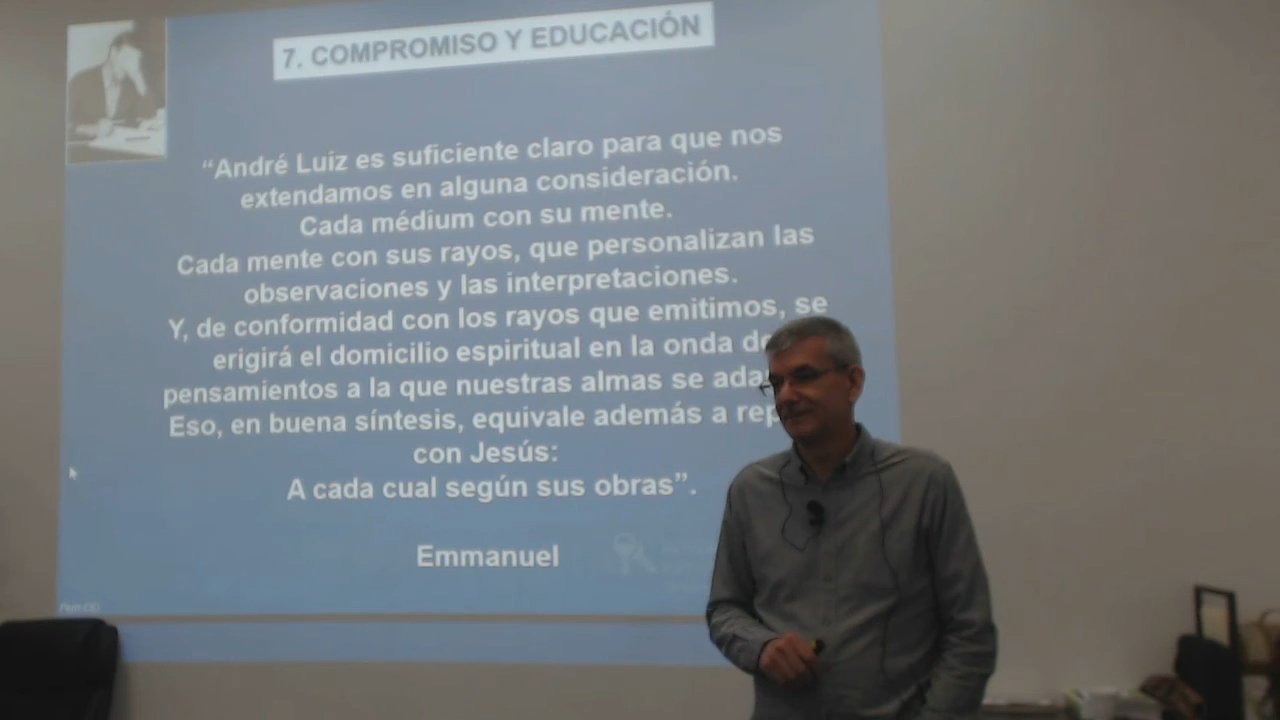 7. COMPROMISO Y EDUCACIÓN
“André Luiz es suficiente claro para que nos
extendamos en alguna consideración.
Cada médium con su mente.
Cada mente con sus rayos, que personalizan las
observaciones y las interpretaciones.
Y, de conformidad con los rayos que emitimos, se
erigirá el domicilio espiritual en la onda de
pensamientos a la que nuestras almas se
Eso, en buena síntesis, equivale además a
con Jesús:
A cada cual según sus obras”.
Emmanuel